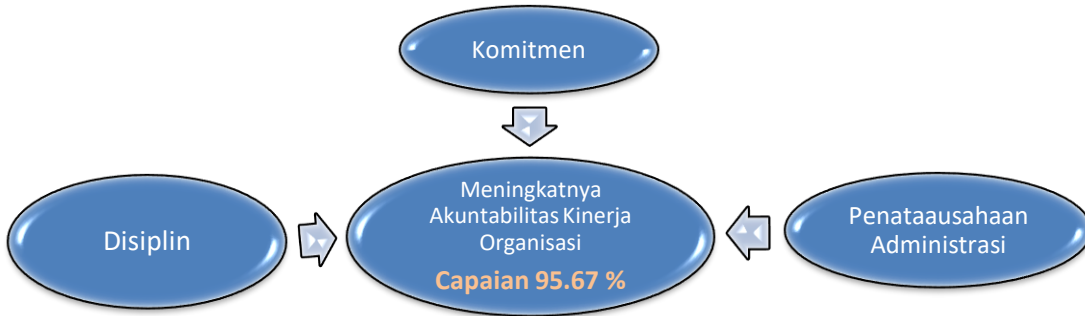 Komitmen
Disiplin
Meningkatnya
Akuntabilitas Kinerja
Organisasi
Capaian 95.67 %
Penataausahaan
Administrasi